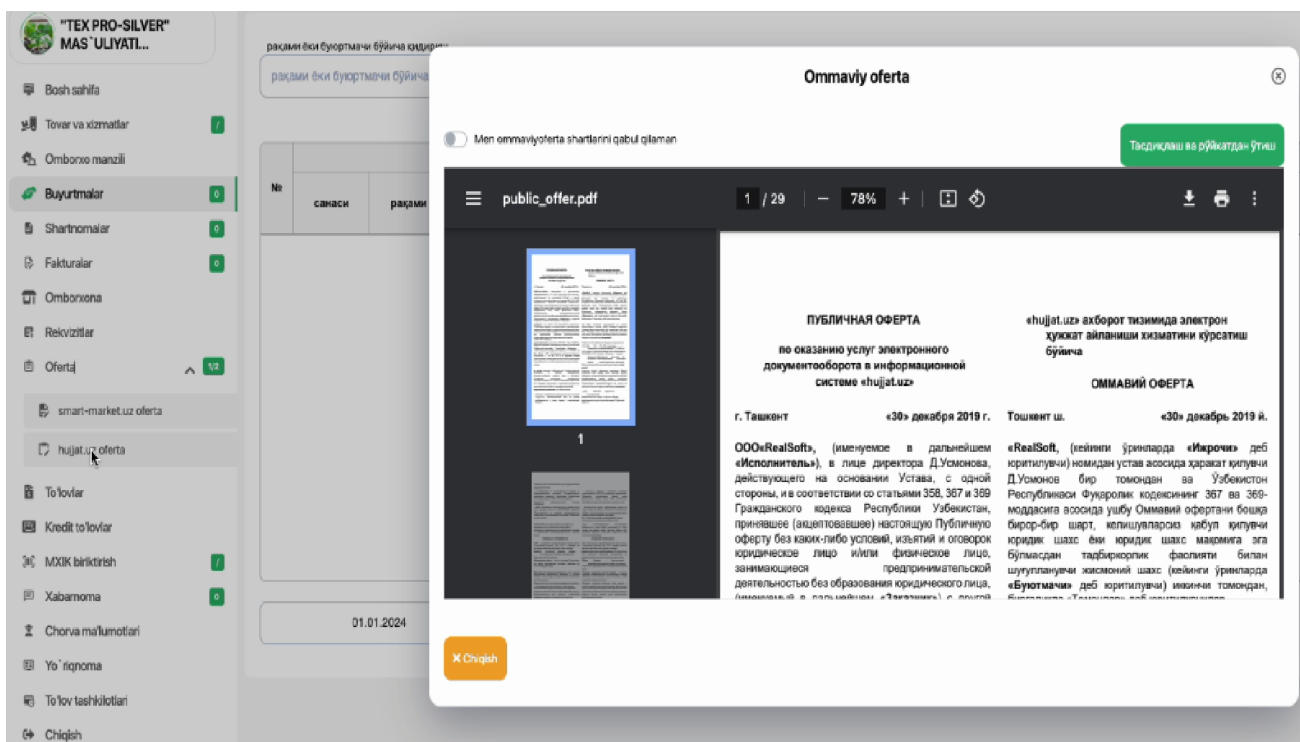 "TEX PRO-SILVER"
MAS`ULIYATI...
Bosh sahifa
Tovar va xizmatlar
/
Omborxo manzili
Buyurtmalar
0
Shartnomalar
0
Fakturalar
0
Omborxona
Rekvizitlar
Oferta
1/2
smart-market.uz oferta
hujjat.uz oferta
To'lovlar
Kredit to'lovlar
MXIK biriktirish
/
Xabarnoma
0
Chorva ma'lumotlari
Yo`riqnoma
To'lov tashkilotlari
Chiqish
рақами ёки буюртмачи бўйича қидириш
рақами ёки буюртмачи бўйича
№
санаси
рақами
01.01.2024
Ommaviy oferta
Men ommaviyoferta shartlarini qabul qilaman
Тасдиқлаш ва рўйхатдан ўтиш
public_offer.pdf
1 / 29
78%
1
ПУБЛИЧНАЯ ОФЕРТА
по оказанию услуг электронного
документооборота в информационной
системе «hujjat.uz»
г. Ташкент «30» декабря 2019 г.
ООО«RealSoft», (именуемое в дальнейшем
«Исполнитель»), в лице директора Д.Усмонова,
действующего на основании Устава, с одной
стороны, и в соответствии со статьями 358, 367 и 369
Гражданского кодекса Республики Узбекистан,
принявшее (акцептовавшее) настоящую Публичную
оферту без каких-либо условий, изъятий и оговорок
юридическое лицо и/или физическое лицо,
занимающиеся предпринимательской
деятельностью без образования юридического лица,
(именуемый в дальнейшем «Заказчик») с другой
«hujjat.uz» ахборот тизимида электрон
ҳужжат айланиши хизматини кўрсатиш
бўйича
ОММАВИЙ ОФЕРТА
Тошкент ш. «30» декабрь 2019 й.
«RealSoft, (кейинги ўринларда «Ижрочи» деб
юритилувчи) номидан устав асосида ҳаракат қилувчи
Д.Усмонов бир томондан ва Ўзбекистон
Республикаси Фуқаролик кодексининг 367 ва 369-
моддасига асосида ушбу Оммавий офертани бошқа
бирор-бир шарт, келишувларсиз қабул қилувчи
юридик шахс ёки юридик шахс мақомига эга
бўлмасдан тадбиркорлик фаолияти билан
шуғулланувчи жисмоний шахс (кейинги ўринларда
«Буютмачи» деб юритилувчи) иккинчи томондан,
Chiqish